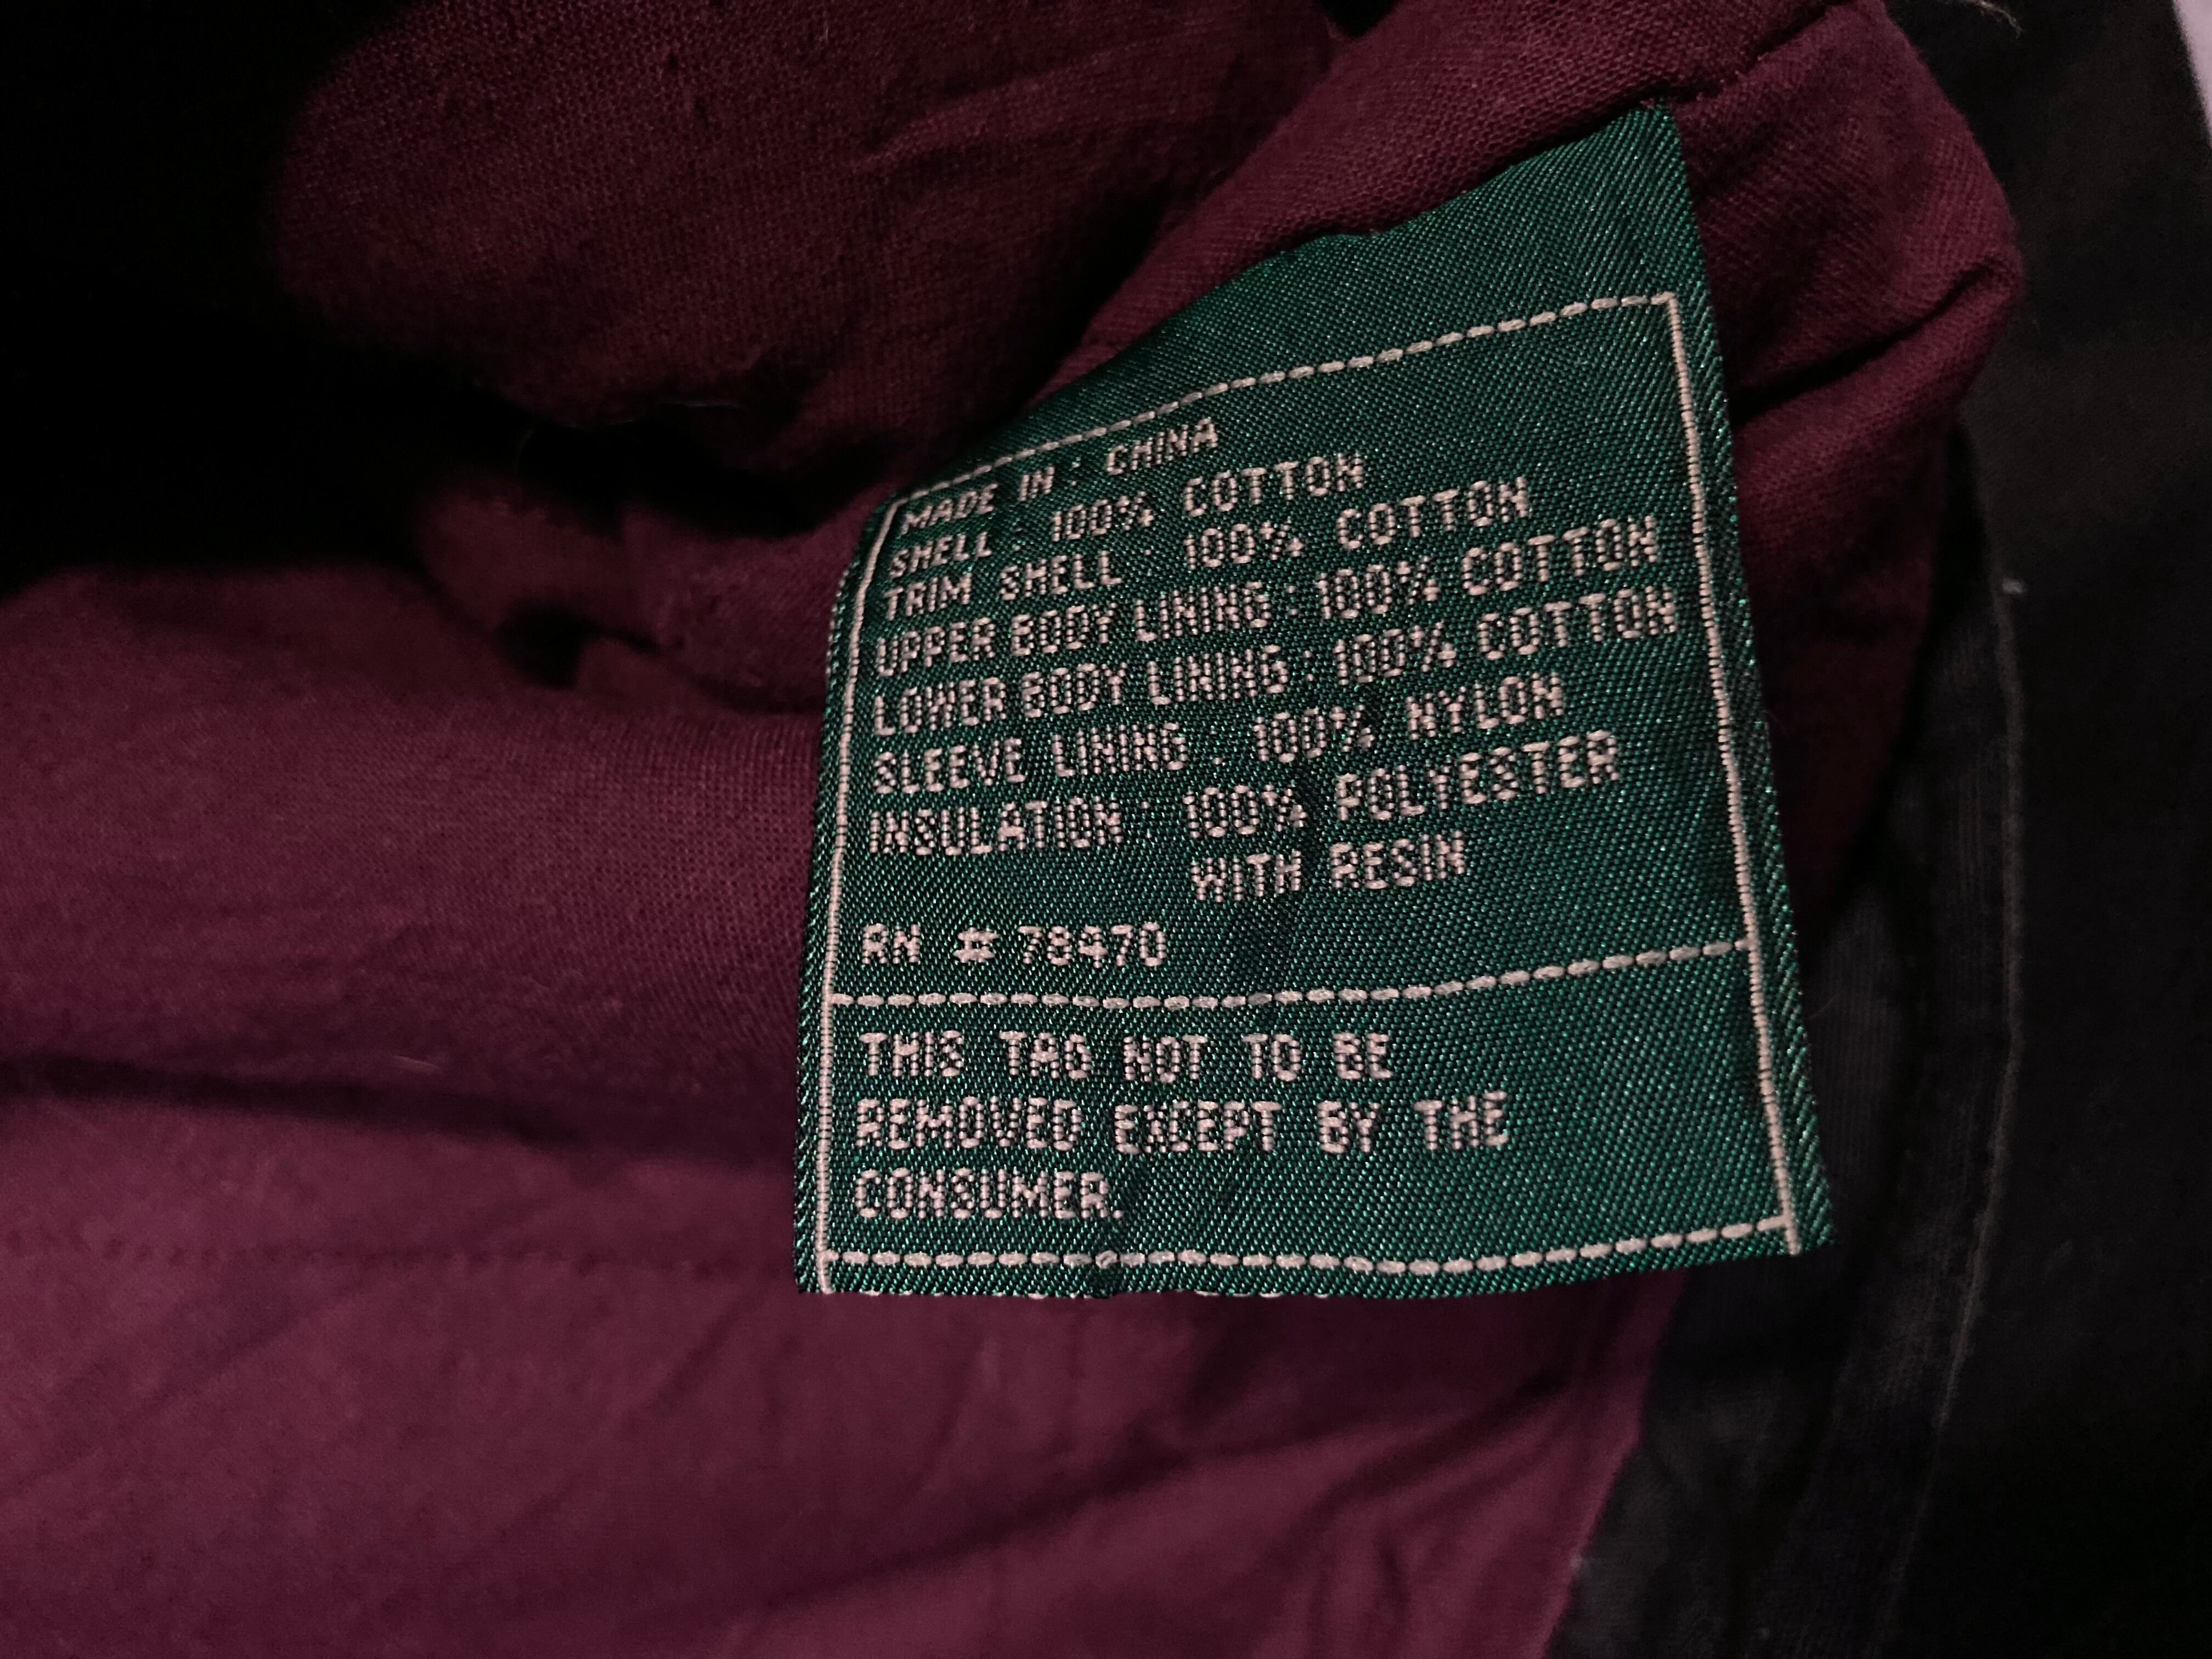 MADE IN : CHINA
SHELL : 100% COTTON
TRIM SHELL : 100% COTTON
UPPER BODY LINING : 100% COTTON
LOWER BODY LINING : 100% COTTON
SLEEVE LINING : 100% NYLON
INSULATION : 100% POLYESTER
WITH RESIN
RN # 78970
THIS TAG NOT TO BE
REMOVED EXCEPT BY THE
CONSUMER.